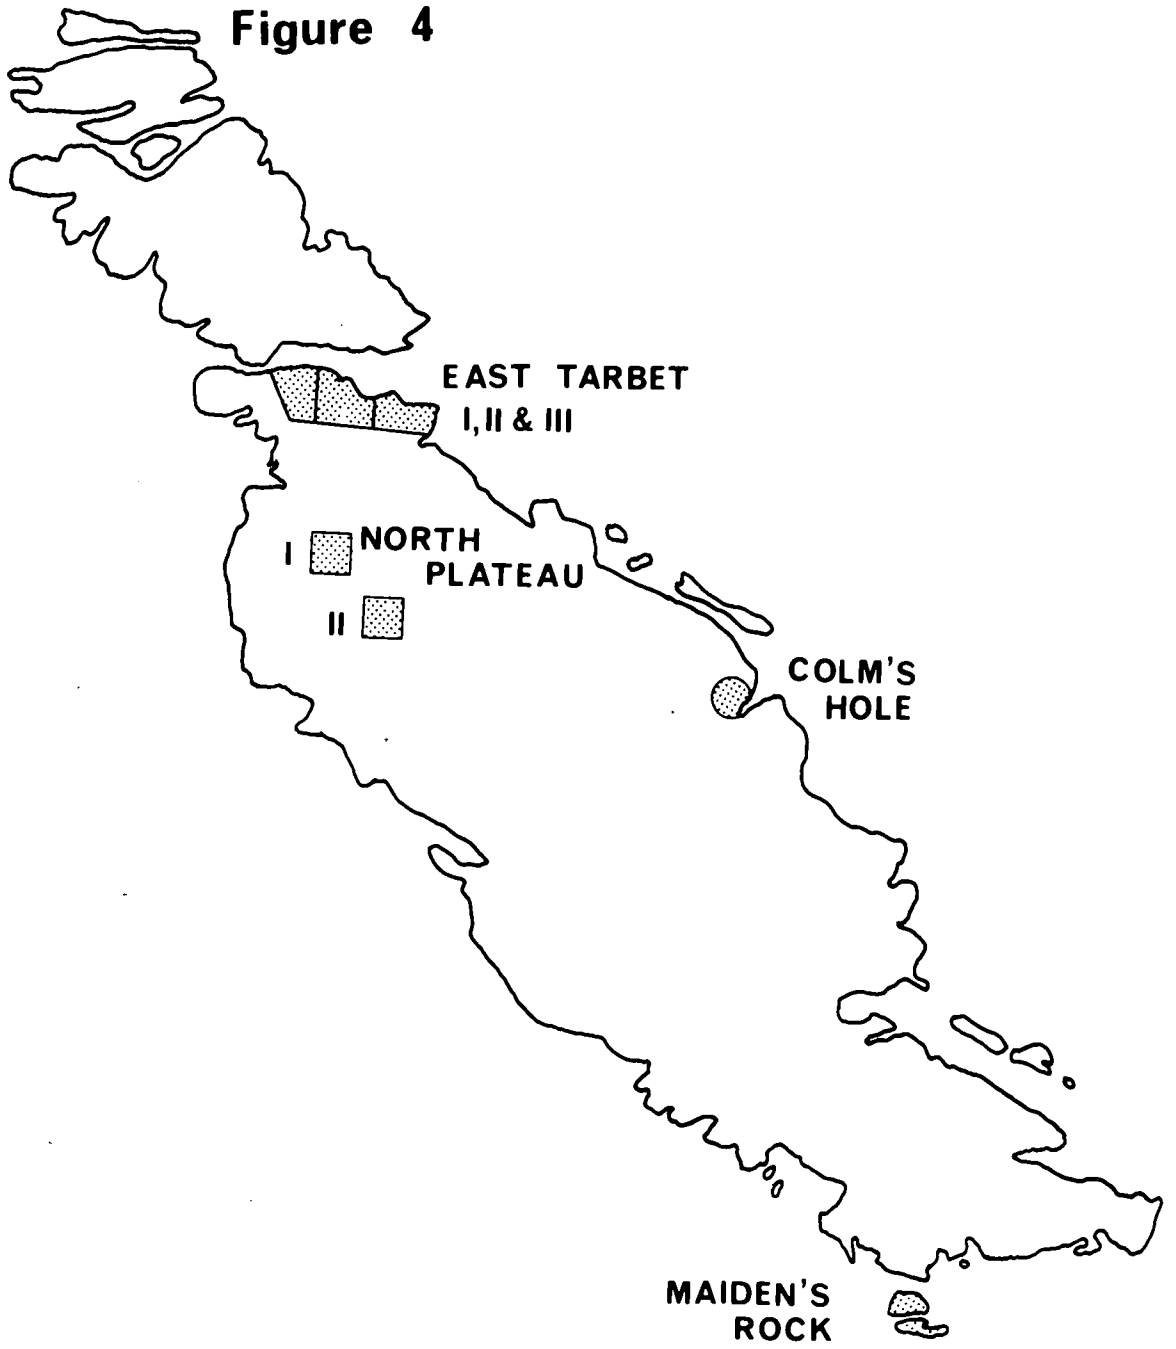 Figure 4
EAST TARBET
I, II & III
I NORTH
PLATEAU
II
COLM'S
HOLE
MAIDEN'S
ROCK